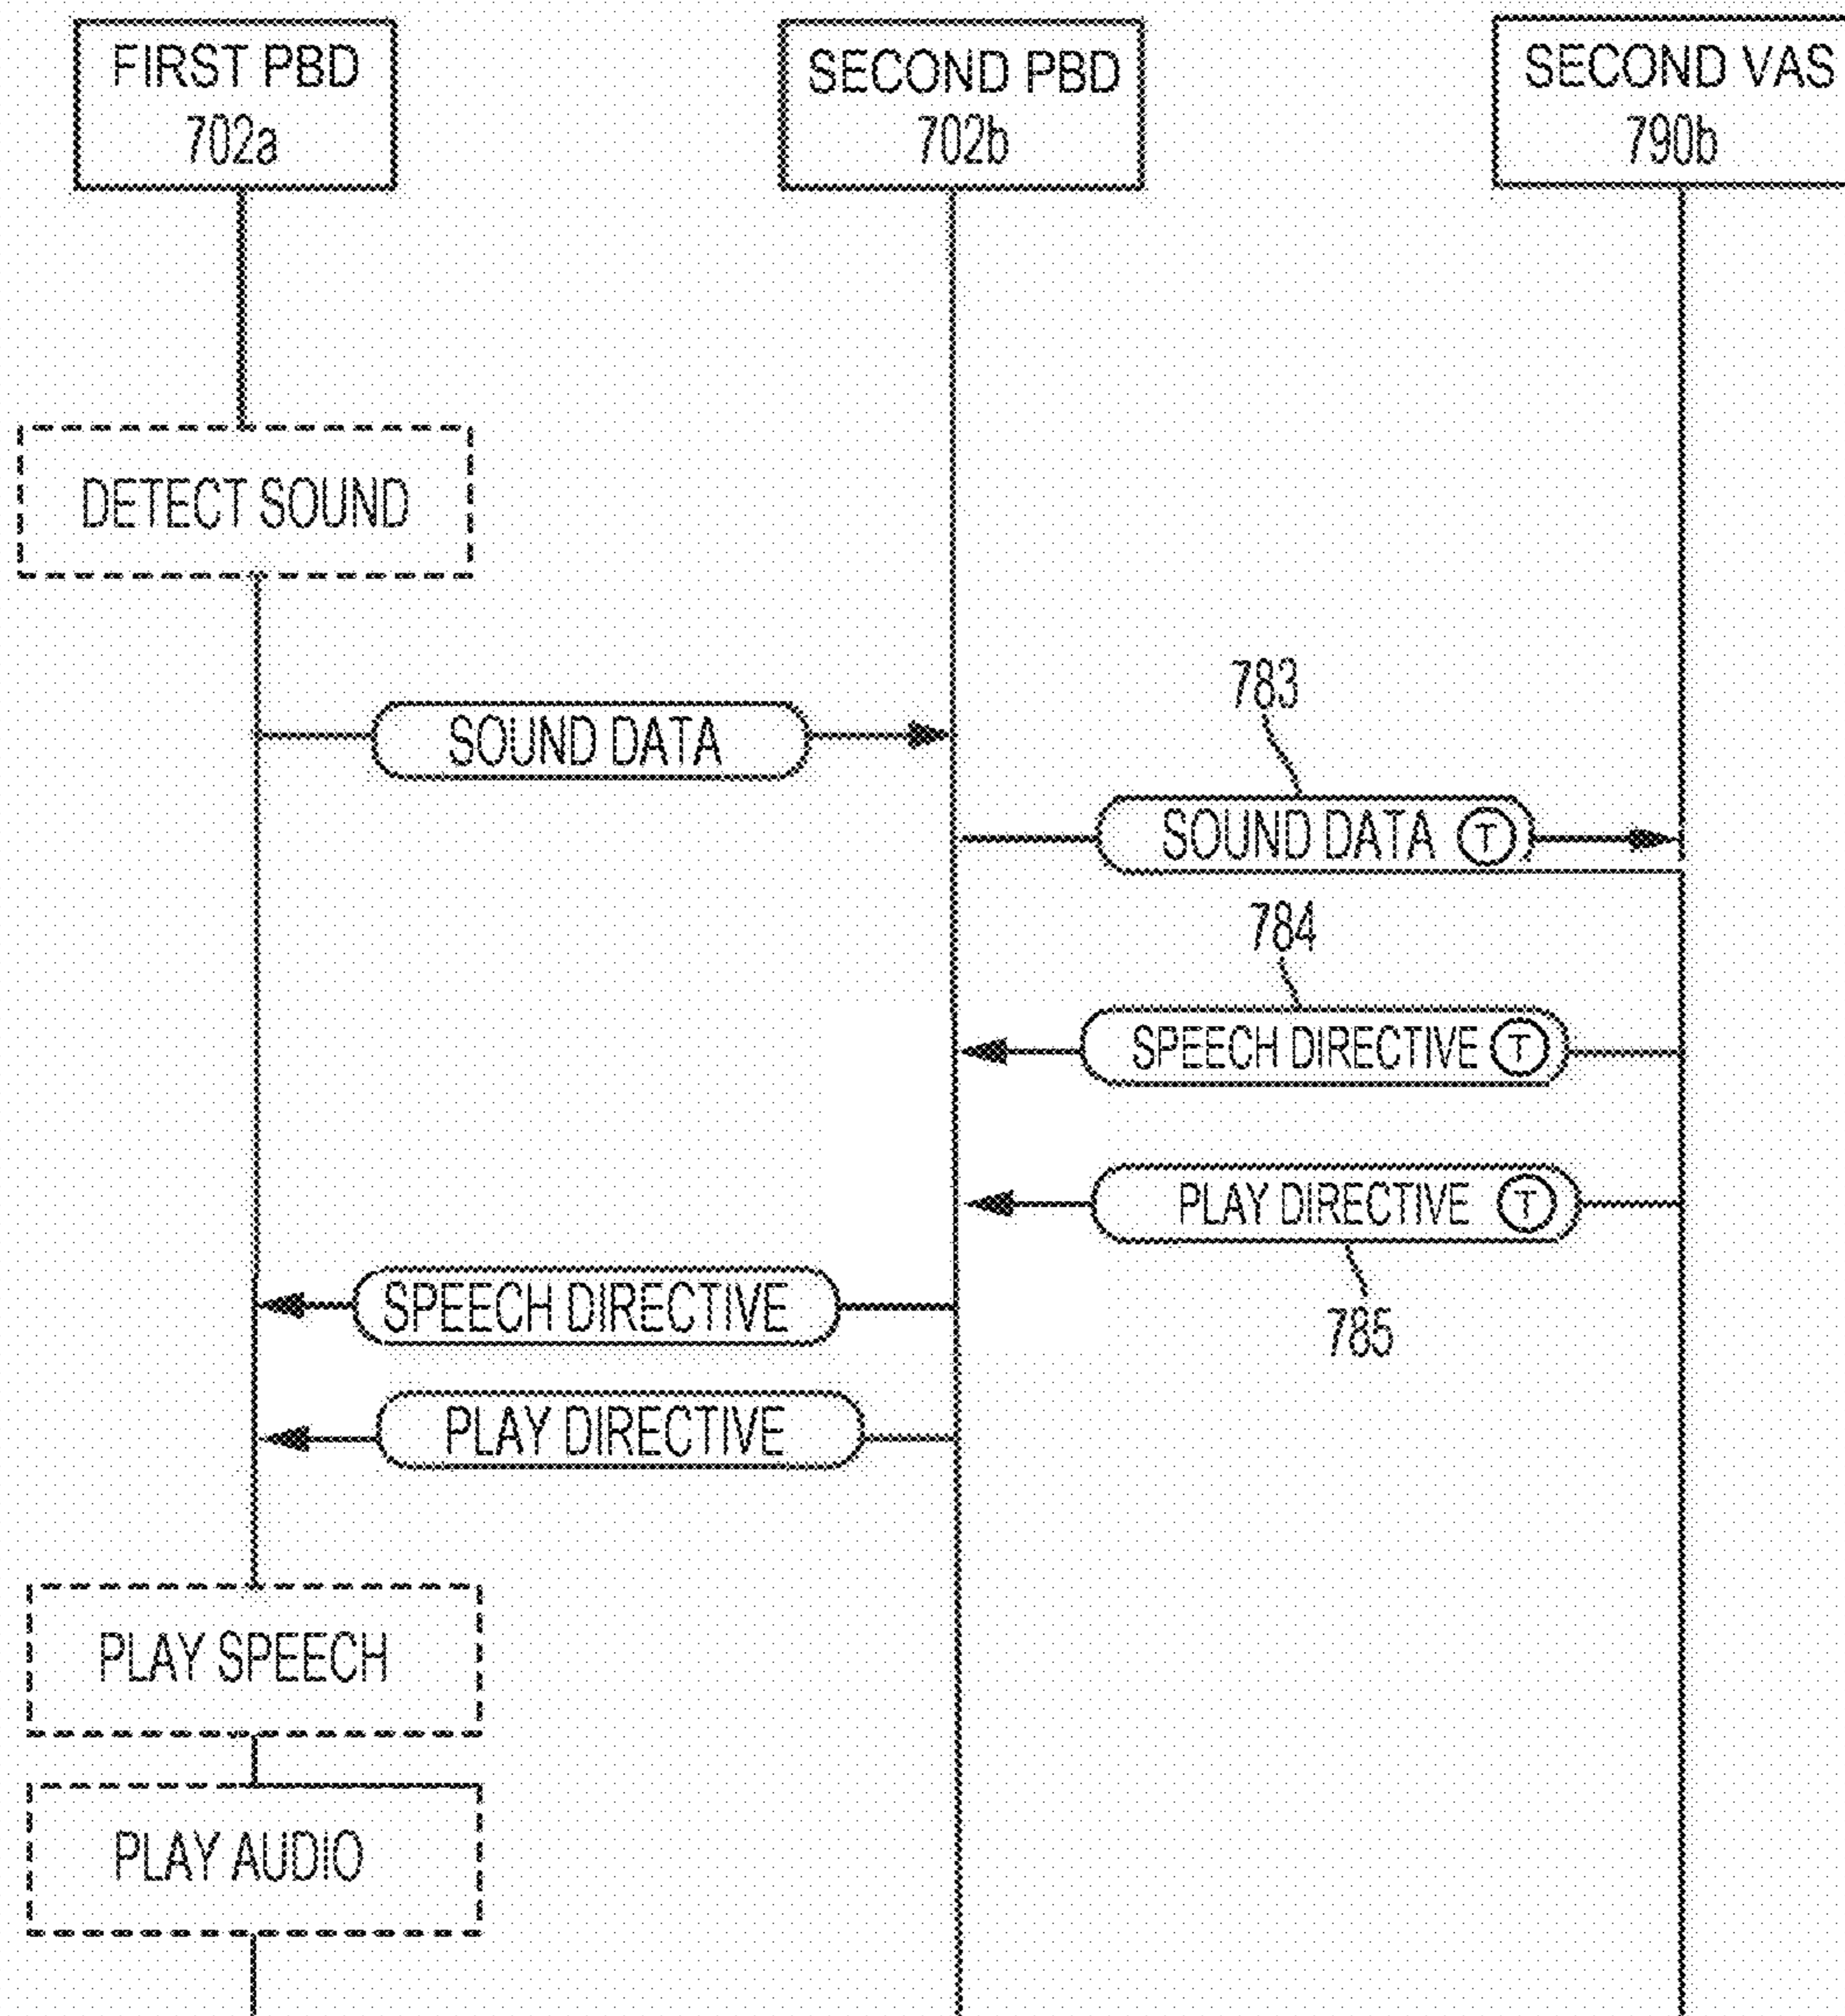 FIRST PBD
702a
SECOND PBD
702b
SECOND VAS
790b
DETECT SOUND
SOUND DATA
783
SOUND DATA T
784
SPEECH DIRECTIVE T
PLAY DIRECTIVE T
785
SPEECH DIRECTIVE
PLAY DIRECTIVE
PLAY SPEECH
PLAY AUDIO